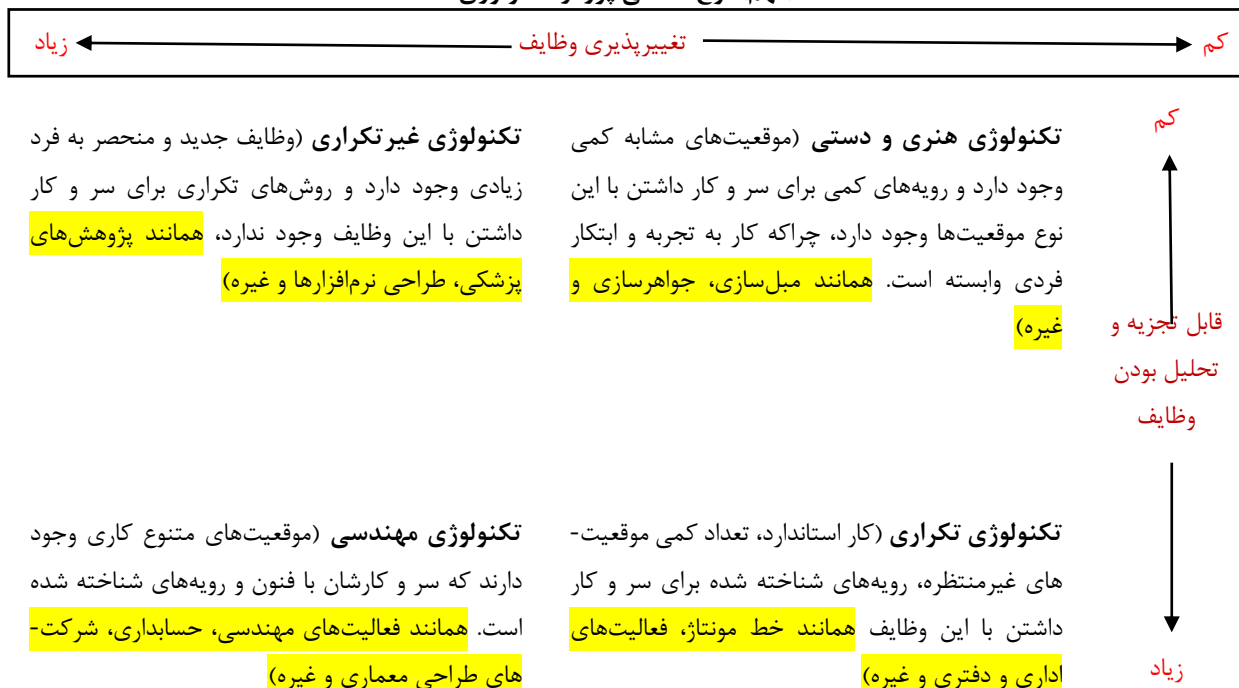 کم تغییرپذیری وظایف زیاد
کم
تکنولوژی هنری و دستی (موقعیت‌های مشابه کمی
وجود دارد و رویه‌های کمی برای سر و کار داشتن با این
نوع موقعیت‌ها وجود دارد، چراکه کار به تجربه و ابتکار
فردی وابسته است. همانند مبل‌سازی، جواهرسازی و
غیره)
تکنولوژی غیرتکراری (وظایف جدید و منحصر به فرد
زیادی وجود دارد و روش‌های تکراری برای سر و کار
داشتن با این وظایف وجود ندارد، همانند پژوهش‌های
پزشکی، طراحی نرم‌افزارها و غیره)
قابل تجزیه و
تحلیل بودن
وظایف
تکنولوژی تکراری (کار استاندارد، تعداد کمی موقعیت-
های غیرمنتظره، رویه‌های شناخته شده برای سر و کار
داشتن با این وظایف همانند خط مونتاژ، فعالیت‌های
اداری و دفتری و غیره)
تکنولوژی مهندسی (موقعیت‌های متنوع کاری وجود
دارند که سر و کارشان با فنون و رویه‌های شناخته شده
است. همانند فعالیت‌های مهندسی، حسابداری، شرکت-
های طراحی معماری و غیره)
زیاد